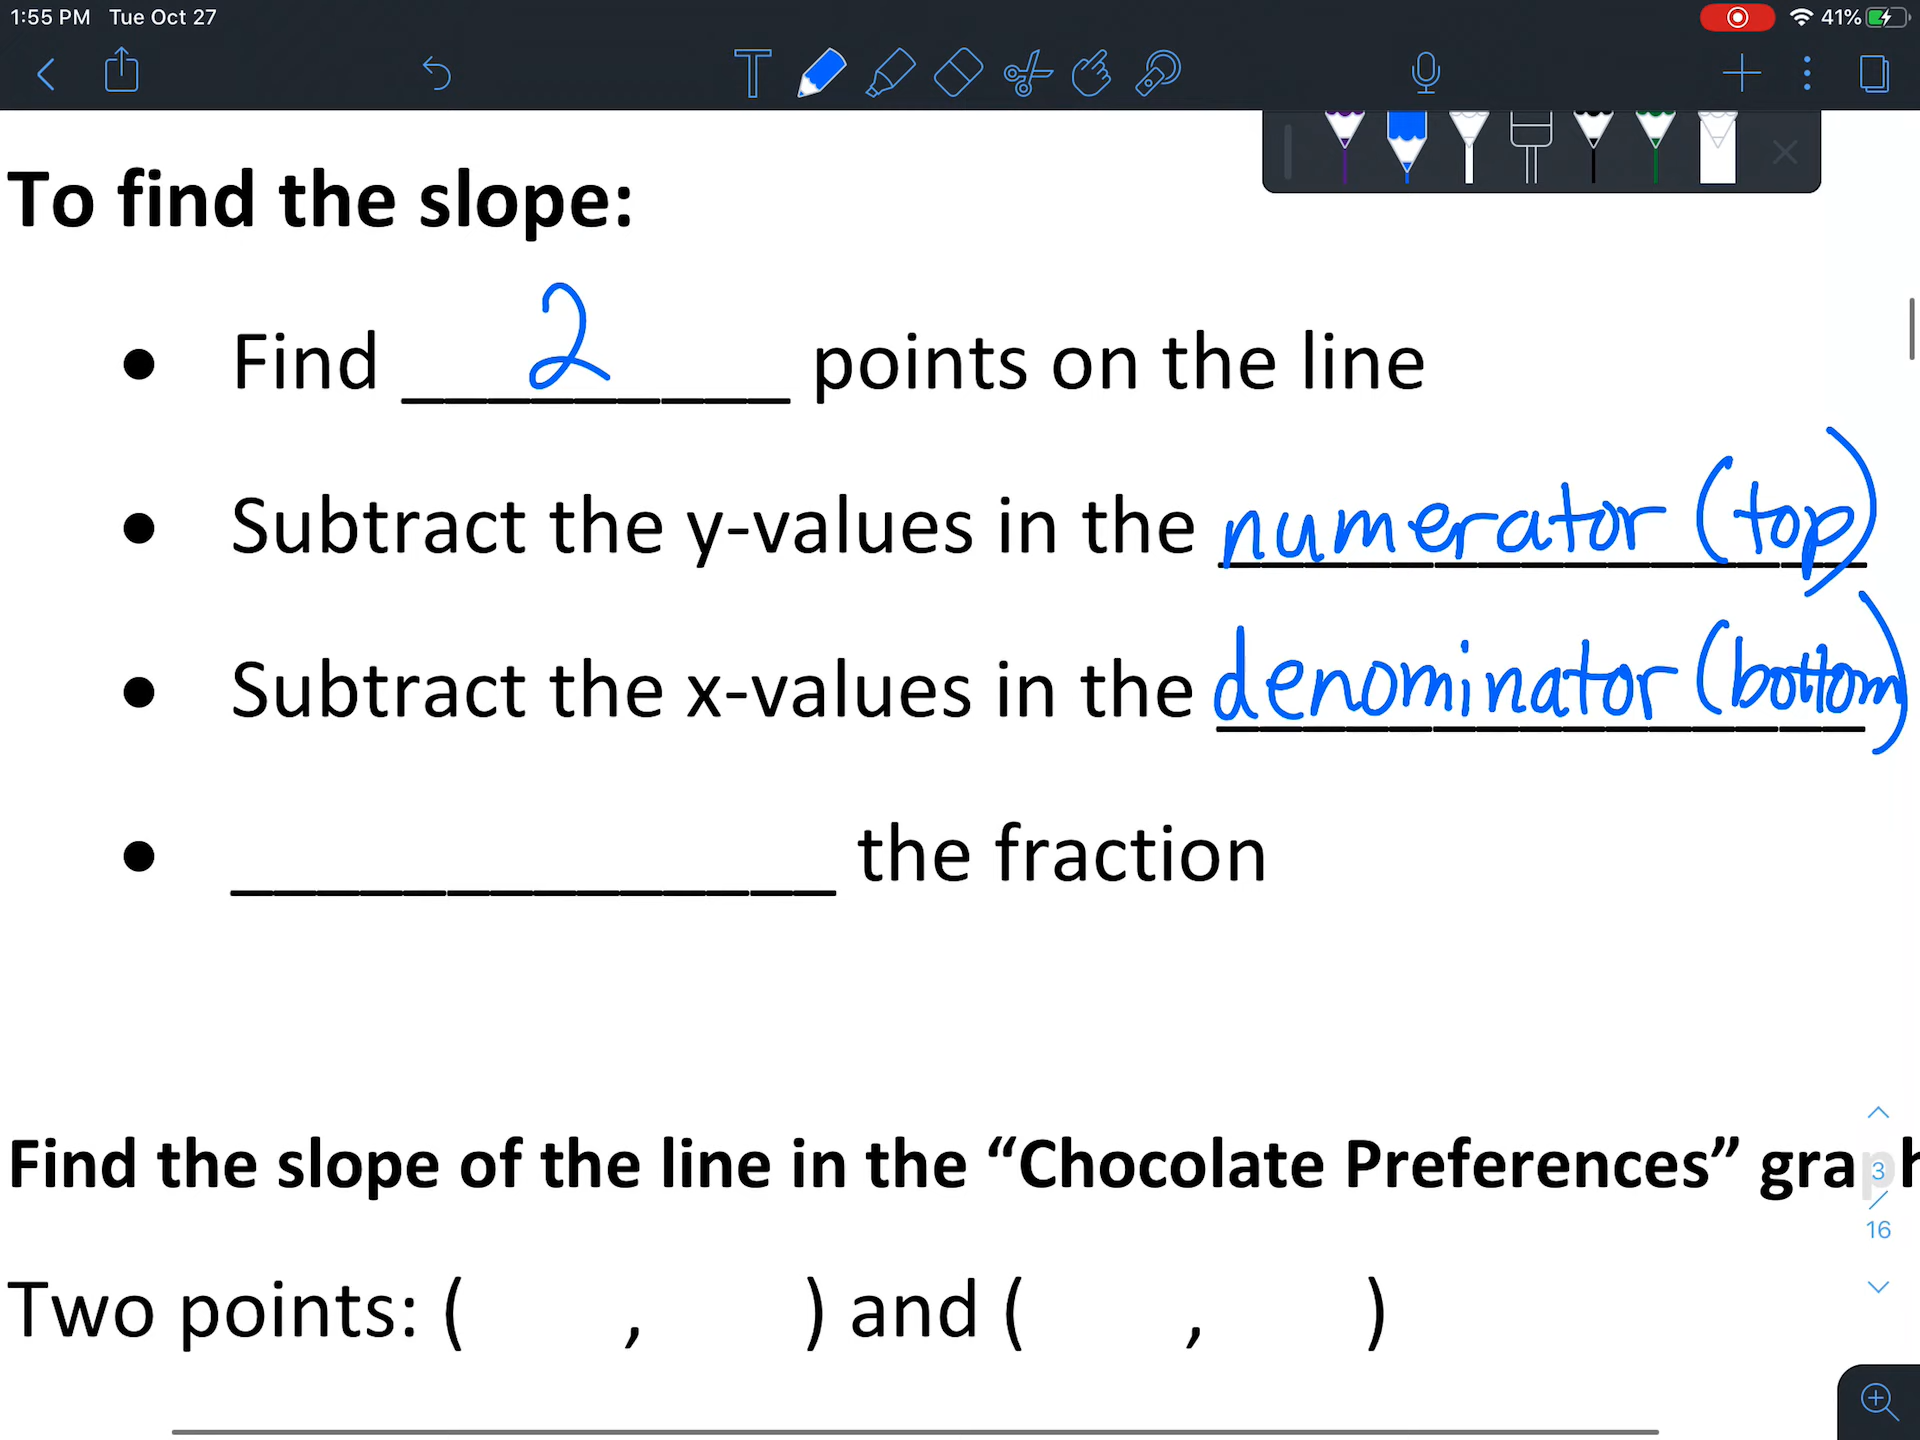 1:55 PM Tue Oct 27 41%
To find the slope:
• Find ____2____ points on the line
• Subtract the y-values in the numerator (top)
• Subtract the x-values in the denominator (bottom)
• ______________ the fraction
Find the slope of the line in the “Chocolate Preferences” graph
3
/
16
Two points: ( , ) and ( , )